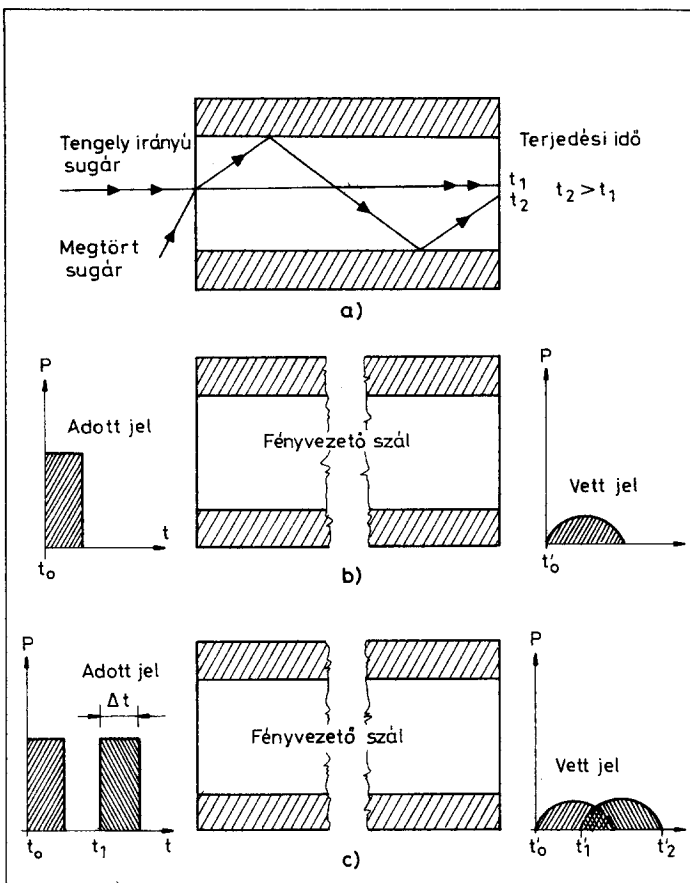 Tengely irányú
sugár
Terjedési idő
t₁
t₂
t₂ > t₁
Megtört
sugár
a)
P
Adott jel
t
t₀
Fényvezető szál
b)
P
Vett jel
t'₀
P
Adott jel
Δt
t₀
t₁
t
Fényvezető szál
c)
P
Vett jel
t'₀
t'₁
t'₂